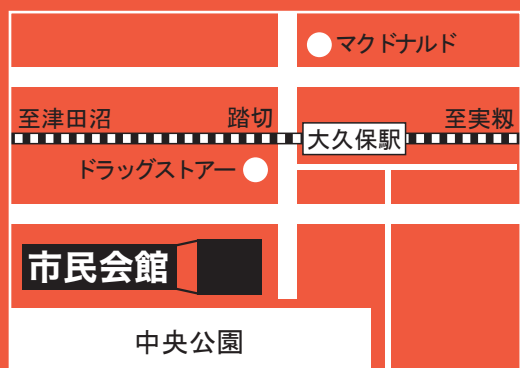 マクドナルド
至津田沼
踏切
至実籾
大久保駅
ドラッグストアー
市民会館
中央公園